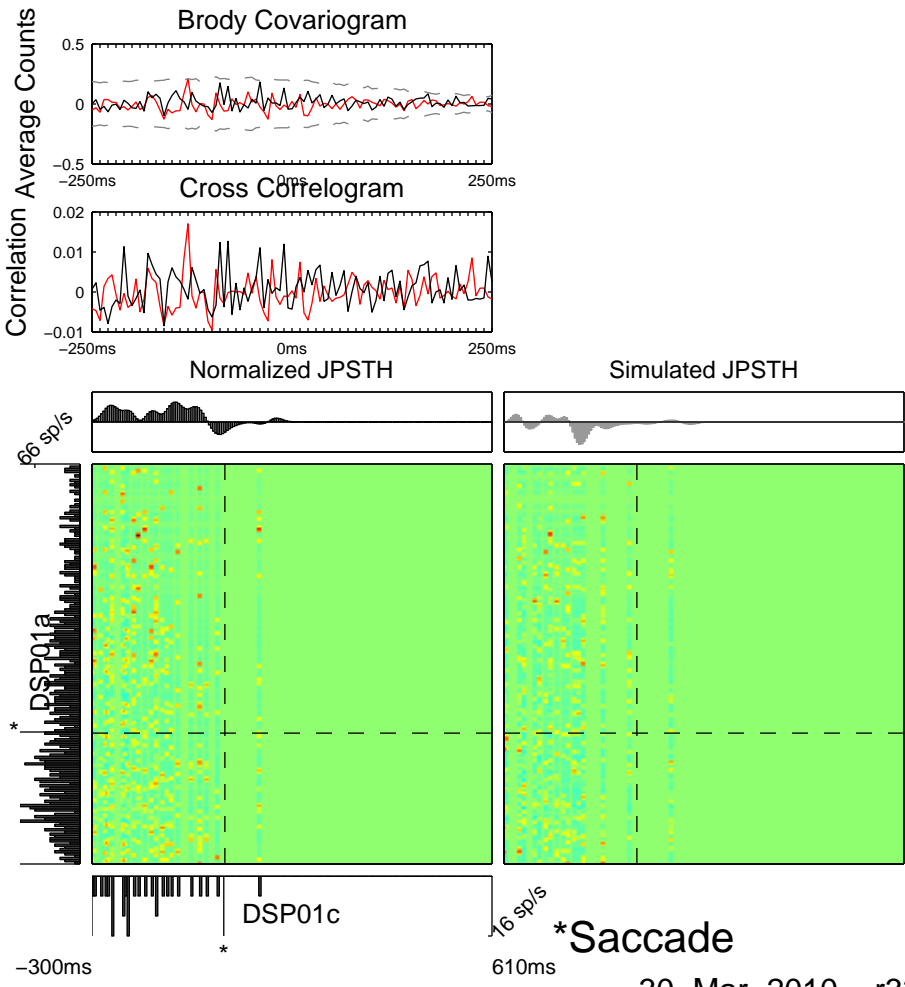 Brody Covariogram
Average Counts
0.5
0
−0.5
−250ms
0ms
250ms
Cross Correlogram
Correlation
0.02
0.01
0
−0.01
−250ms
0ms
250ms
Normalized JPSTH
Simulated JPSTH
66 sp/s
DSP01a
*
DSP01c
16 sp/s
*
*Saccade
−300ms
610ms